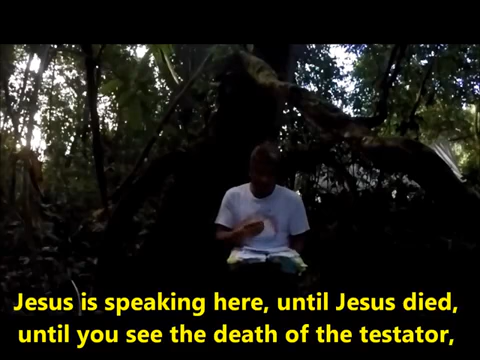 Jesus is speaking here, until Jesus died,
until you see the death of the testator,